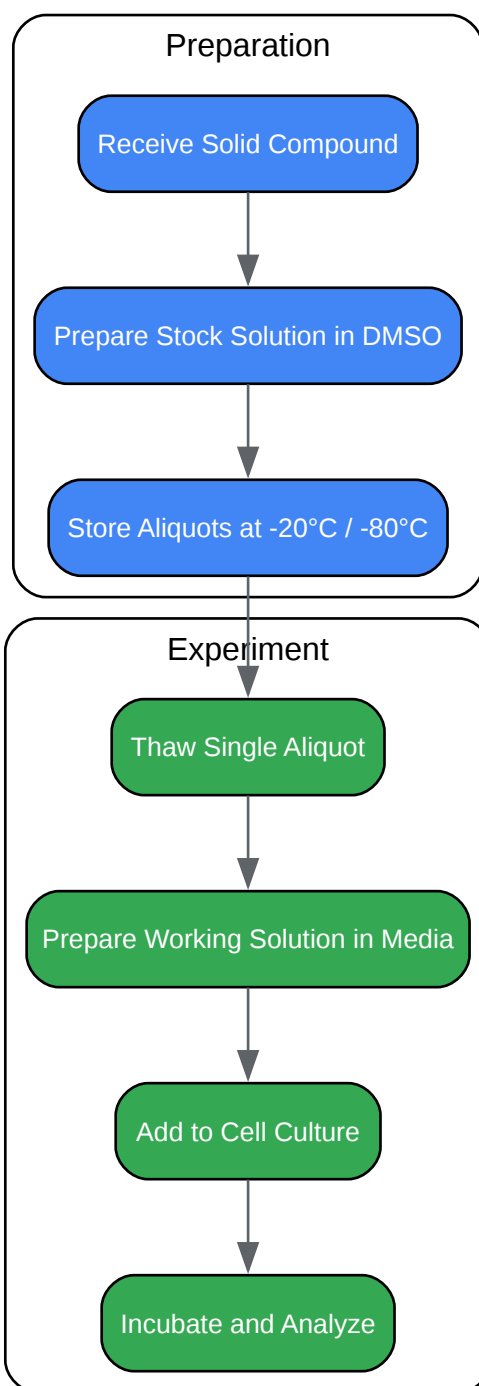 Preparation
Receive Solid Compound
Prepare Stock Solution in DMSO
Store Aliquots at -20°C / -80°C
Experiment
Thaw Single Aliquot
Prepare Working Solution in Media
Add to Cell Culture
Incubate and Analyze